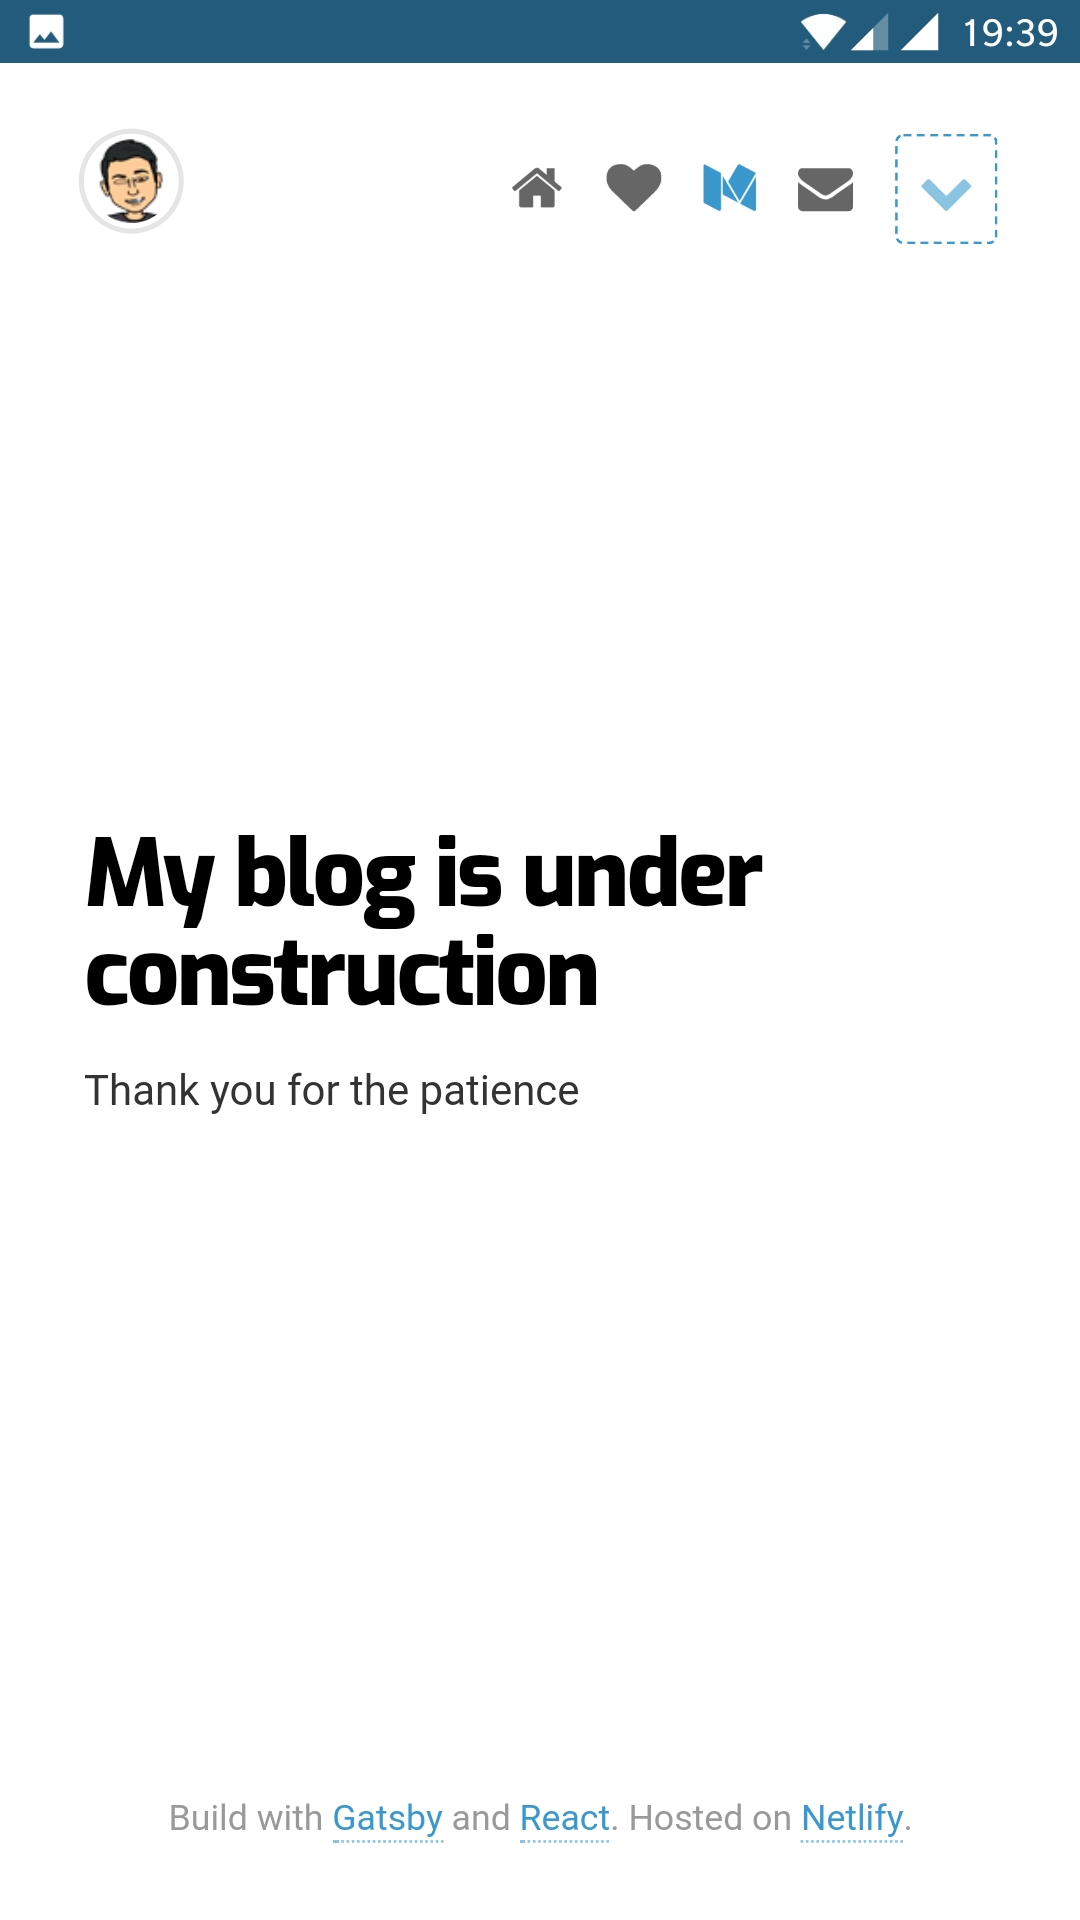 19:39
My blog is under
construction
Thank you for the patience
Build with Gatsby and React. Hosted on Netlify.